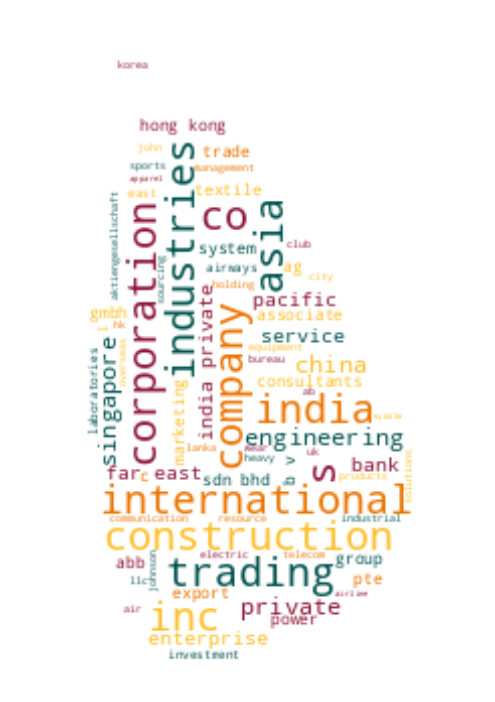 korea
hong kong
john
trade
sports
management
apparel
east
textile
industries
corporation
co
asia
aktiengesellschaft
sourcing
system
club
airways
ag
city
holding
pacific
gmbh
associate
l
hk
overseas
service
india private
company
equipment
bureau
china
consultants
laboratories
singapore
marketing
ab
india
engineering
lanka
wear
uk
heavy
far east
c
sdn bhd
b v
s
bank
products
solutions
international
communication
resource
industrial
construction
electric
telecom
group
abb
llc
johnson
trading
pte
export
airline
air
inc
private
power
enterprise
investment